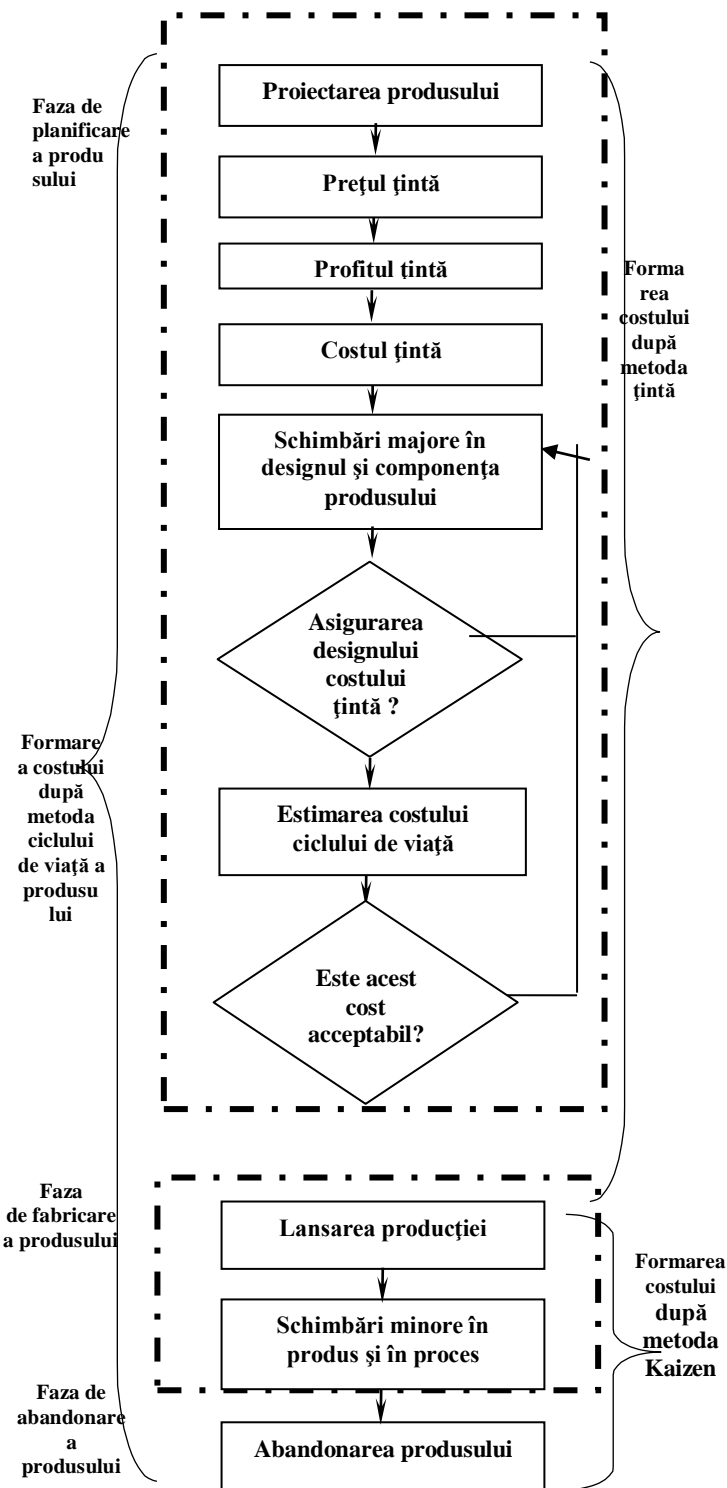 Faza de
planificare
a produ
sului
Proiectarea produsului
Preţul ţintă
Profitul ţintă
Costul ţintă
Schimbări majore în
designul şi componenţa
produsului
Forma
rea
costului
după
metoda
ţintă
Asigurarea
designului
costului
ţintă ?
Formare
a costului
după
metoda
ciclului
de viaţă a
produsu
lui
Estimarea costului
ciclului de viaţă
Este acest
cost
acceptabil?
Faza
de fabricare
a produsului
Lansarea producţiei
Schimbări minore în
produs şi în proces
Formarea
costului
după
metoda
Kaizen
Faza de
abandonare
a
produsului
Abandonarea produsului